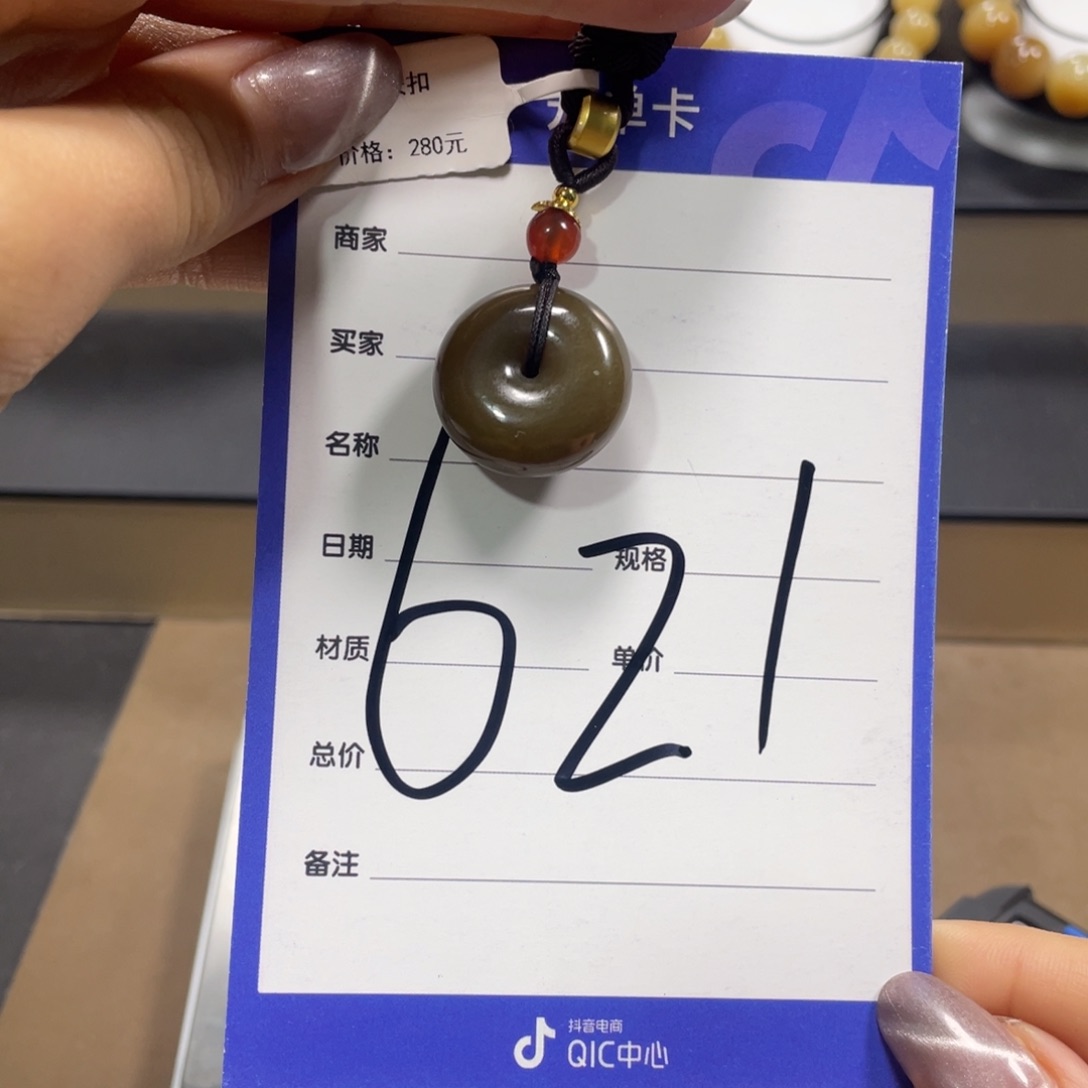 扣
价格：280元
单卡
商家
买家
名称
日期 规格
材质 单价
总价
621
备注
抖音电商
QIC中心